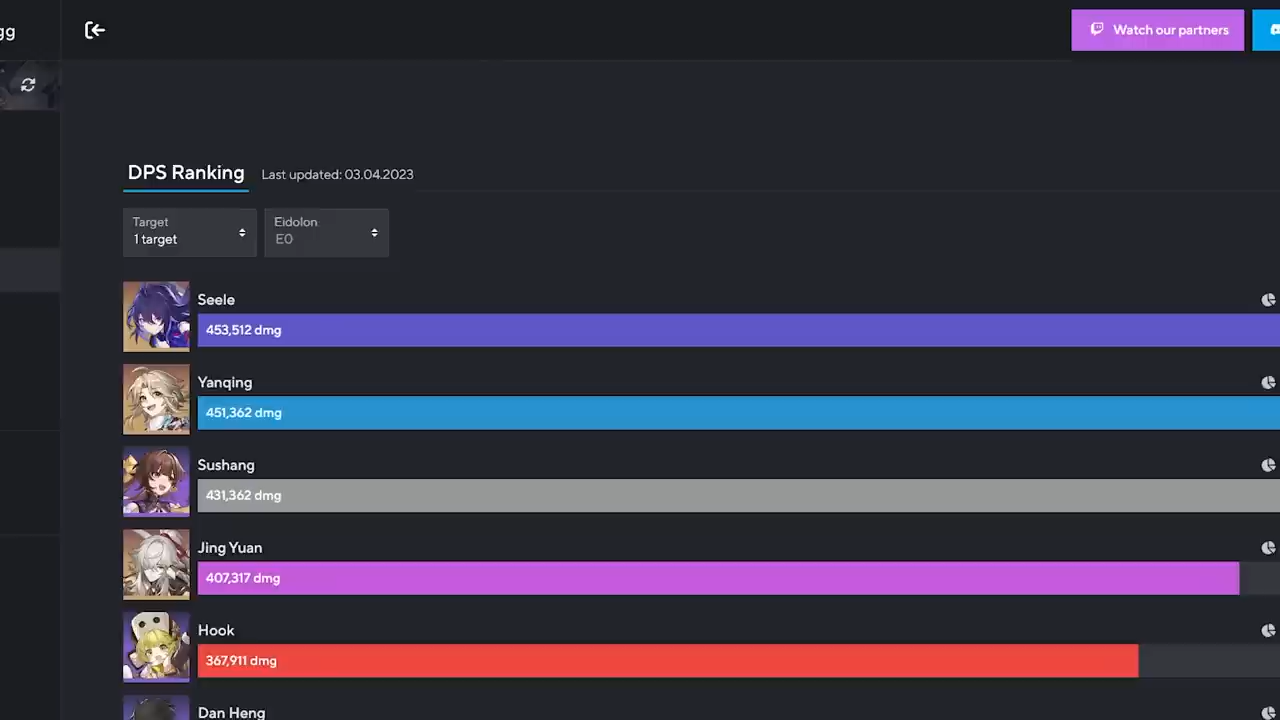 gg
Watch our partners
DPS Ranking Last updated: 03.04.2023
Target
1 target
Eidolon
E0
Seele
453,512 dmg
Yanqing
451,362 dmg
Sushang
431,362 dmg
Jing Yuan
407,317 dmg
Hook
367,911 dmg
Dan Heng